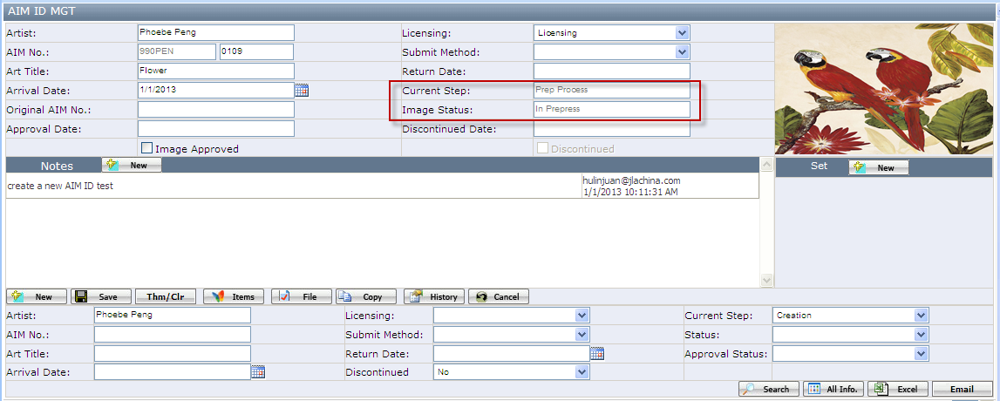 AIM ID MGT
Artist: Phoebe Peng Licensing: Licensing
AIM No.: 990PEN 0109 Submit Method:
Art Title: Flower Return Date:
Arrival Date: 1/1/2013 Current Step: Prep Process
Original AIM No.: Image Status: In Prepress
Approval Date: Discontinued Date:
Image Approved Discontinued
Notes New Set New
create a new AIM ID test hulinjuan@jlachina.com
1/1/2013 10:11:31 AM
New Save Thm/Clr Items File Copy History Cancel
Artist: Phoebe Peng Licensing: Current Step: Creation
AIM No.: Submit Method: Status:
Art Title: Return Date: Approval Status:
Arrival Date: Discontinued No
Search All Info. Excel Email